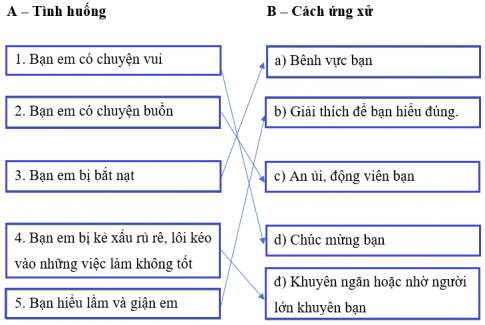 A – Tình huống
B – Cách ứng xử
1. Bạn em có chuyện vui
a) Bênh vực bạn
2. Bạn em có chuyện buồn
b) Giải thích để bạn hiểu đúng.
3. Bạn em bị bắt nạt
c) An ủi, động viên bạn
4. Bạn em bị kẻ xấu rủ rê, lôi kéo
vào những việc làm không tốt
d) Chúc mừng bạn
5. Bạn hiểu lầm và giận em
đ) Khuyên ngăn hoặc nhờ người
lớn khuyên bạn